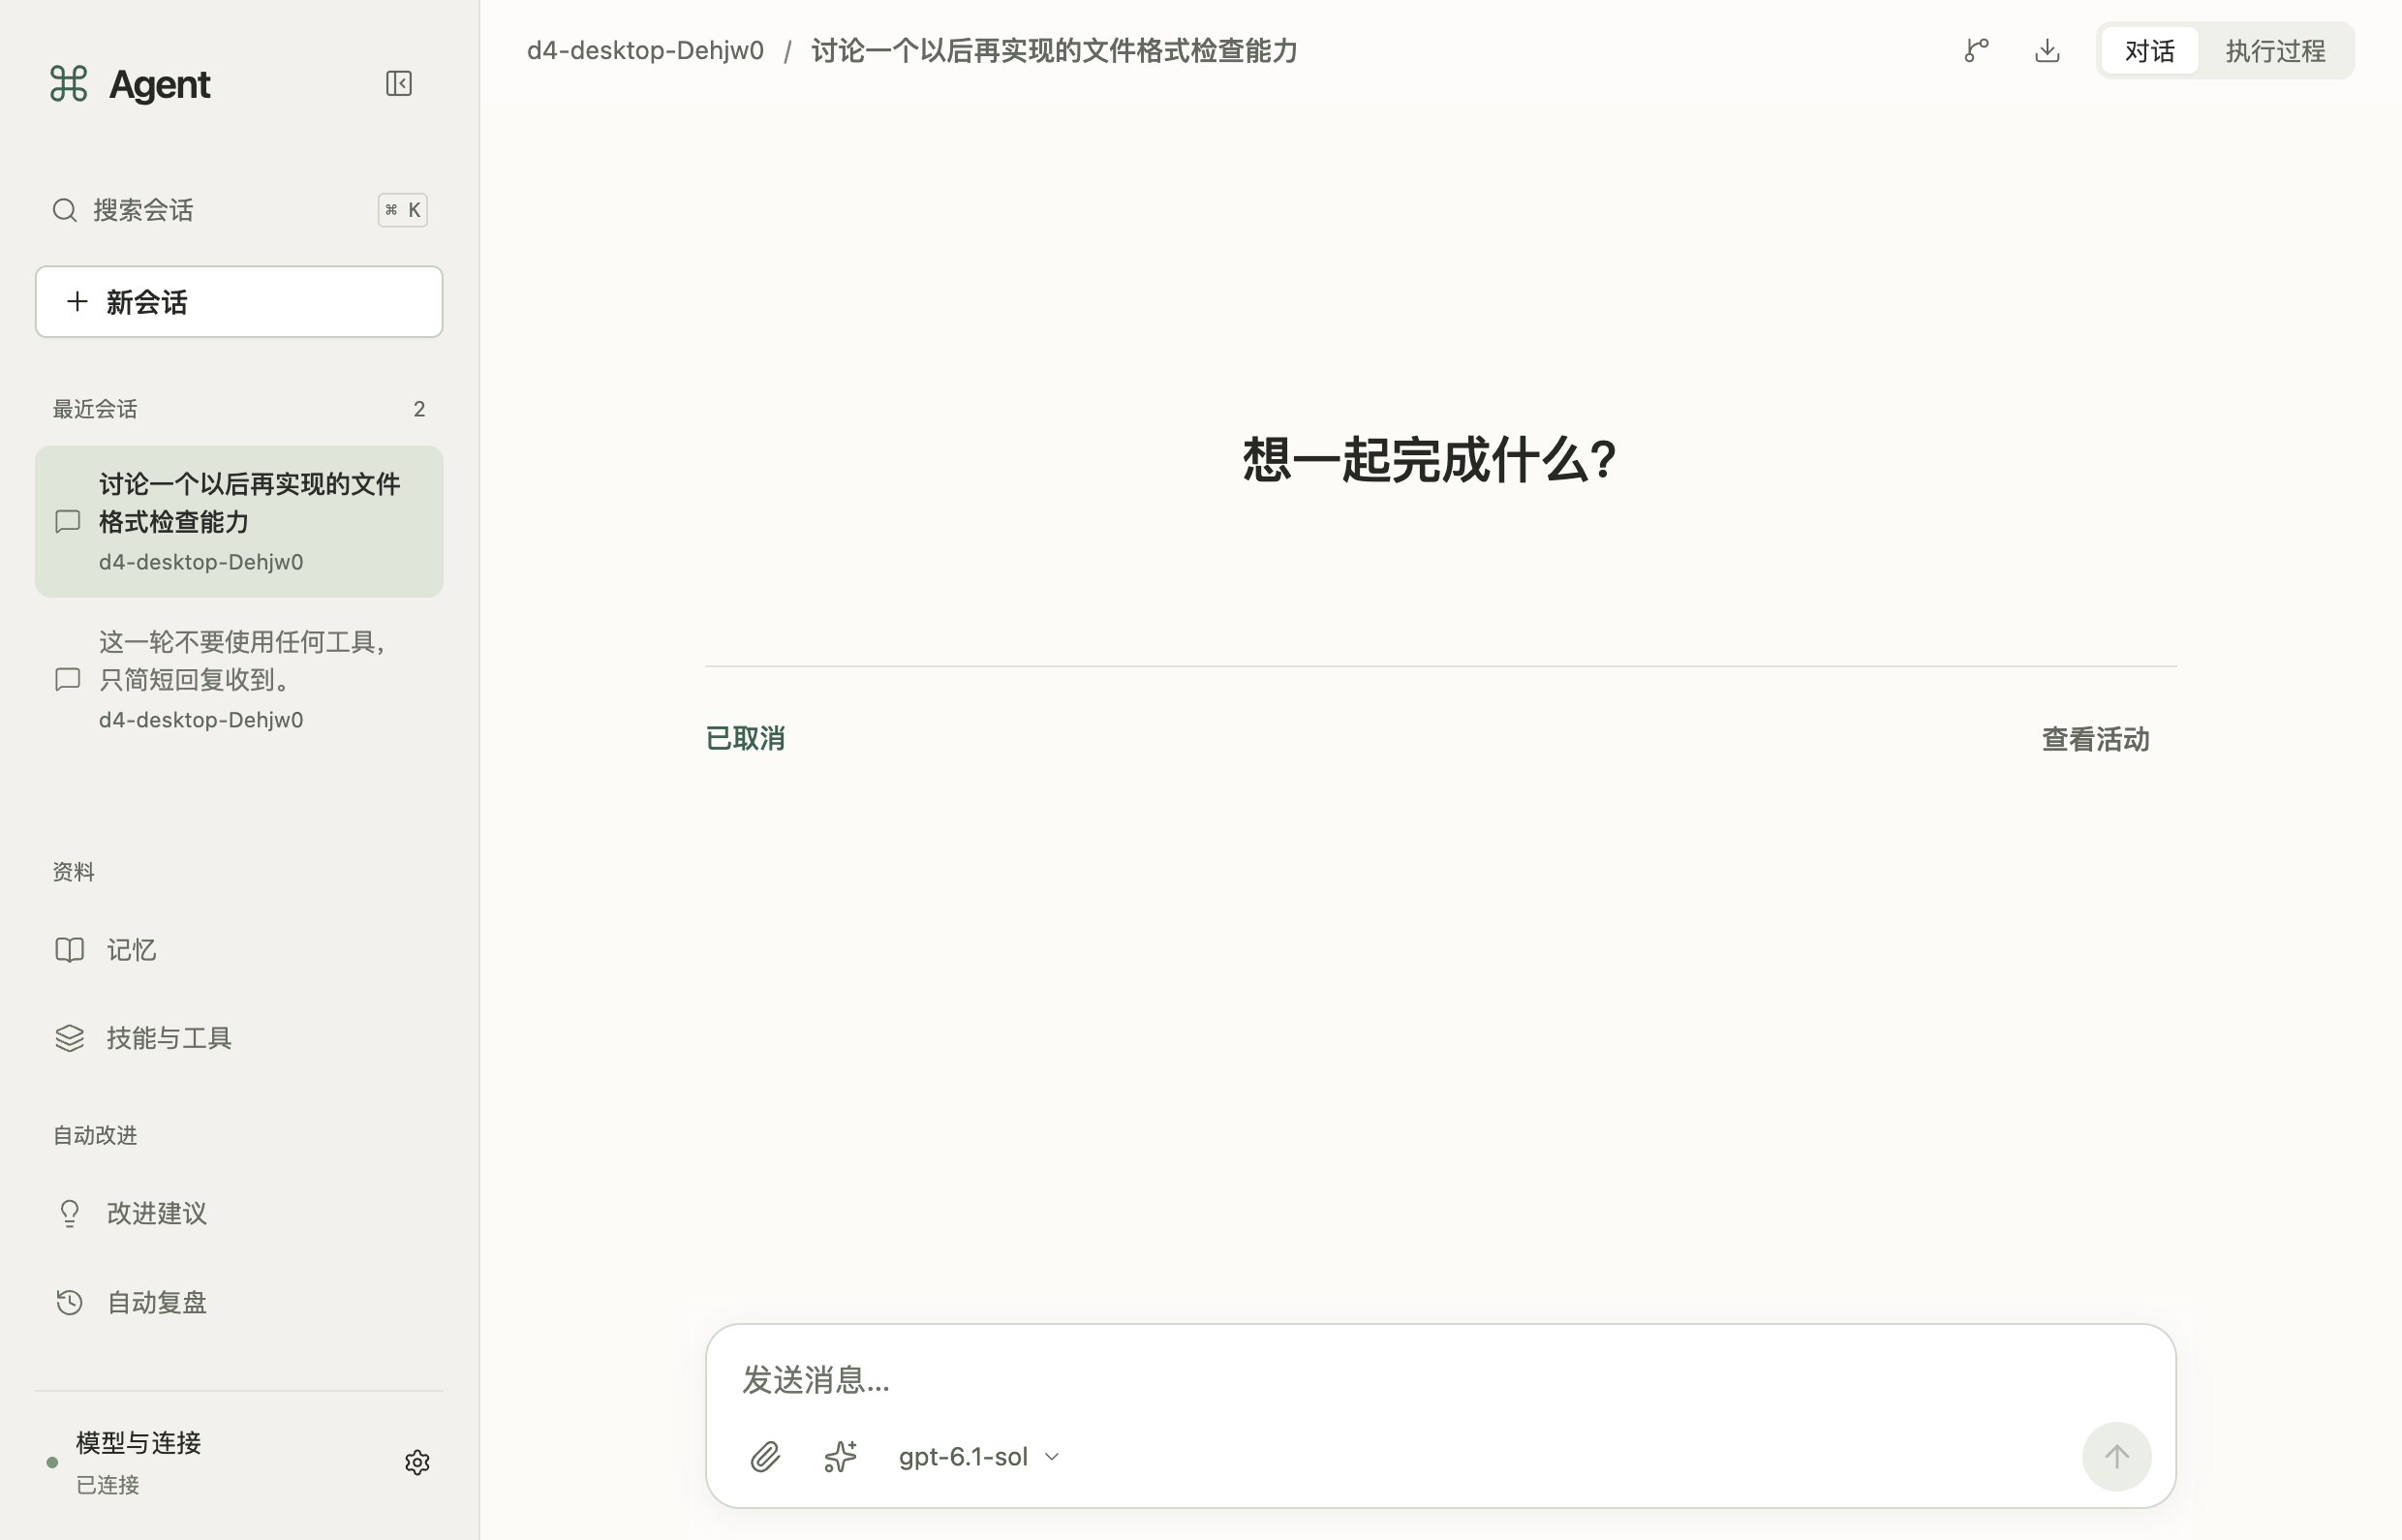 Agent
搜索会话
⌘ K
新会话
最近会话 2
讨论一个以后再实现的文件
格式检查能力
d4-desktop-Dehjw0
这一轮不要使用任何工具，
只简短回复收到。
d4-desktop-Dehjw0
资料
记忆
技能与工具
自动改进
改进建议
自动复盘
模型与连接
已连接
d4-desktop-Dehjw0 / 讨论一个以后再实现的文件格式检查能力
对话 执行过程
想一起完成什么？
已取消 查看活动
发送消息...
gpt-6.1-sol